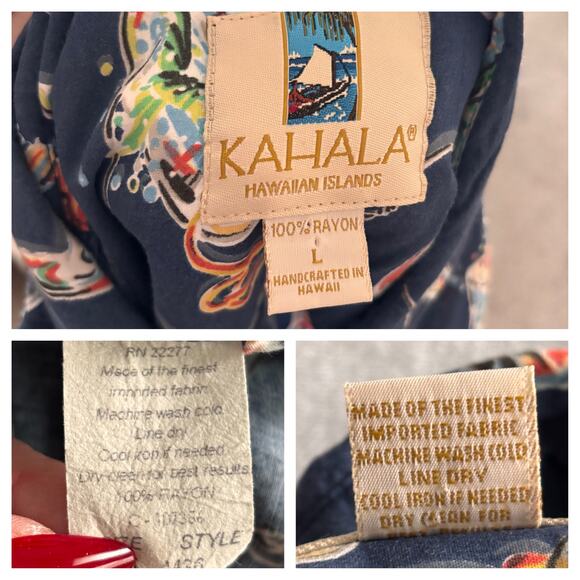 KAHALA®
HAWAIIAN ISLANDS
100% RAYON
L
HANDCRAFTED IN
HAWAII
RN 22277
Made of the finest
imported fabric
Machine wash cold
Line dry
Cool iron if needed
Dry clean for best results
100% RAYON
STYLE
MADE OF THE FINEST
IMPORTED FABRIC
MACHINE WASH COLD
LINE DRY
COOL IRON IF NEEDED
DRY CLEAN FOR